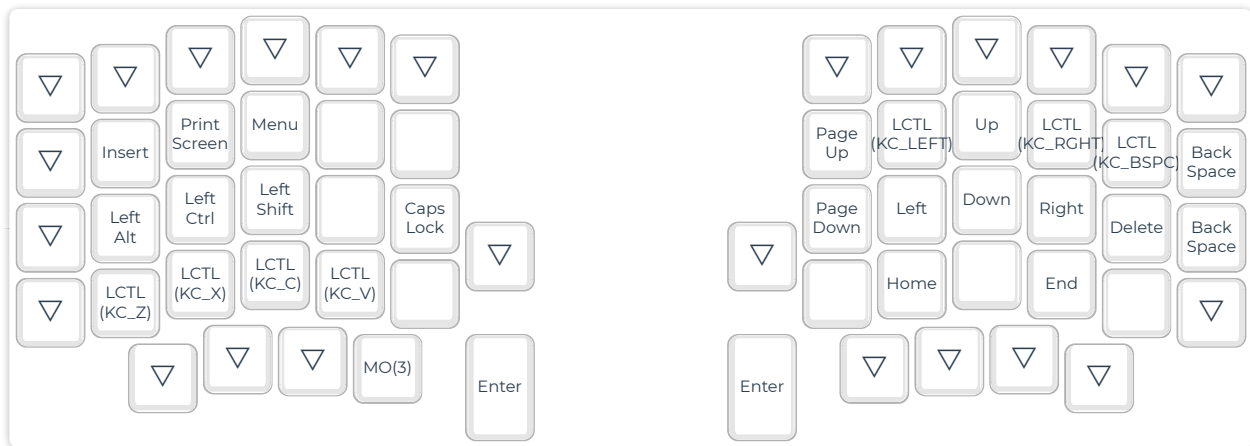 Print
Screen
Menu
Insert
Left
Alt
Left
Ctrl
Left
Shift
Caps
Lock
LCTL
(KC_Z)
LCTL
(KC_X)
LCTL
(KC_C)
LCTL
(KC_V)
MO(3)
Enter
Page
Up
LCTL
(KC_LEFT)
Up
LCTL
(KC_RGHT)
LCTL
(KC_BSPC)
Back
Space
Page
Down
Left
Down
Right
Delete
Back
Space
Home
End
Enter